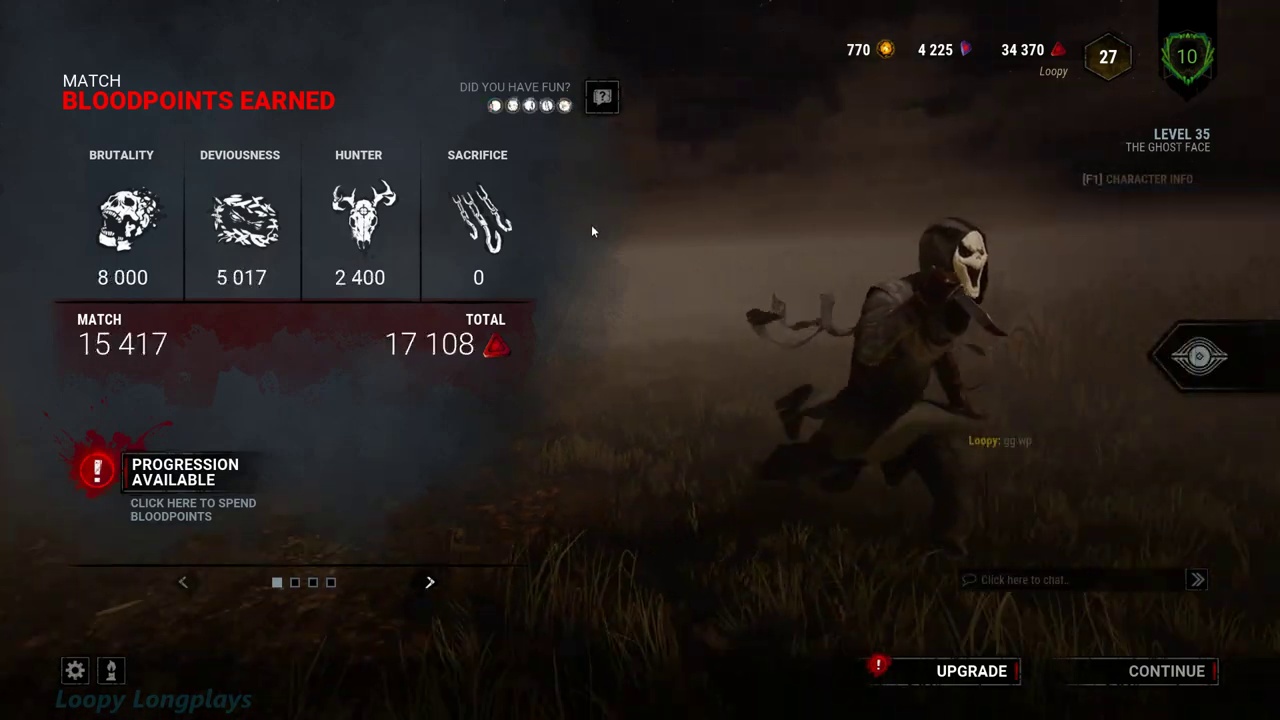 770
4 225
34 370
Loopy
27
10
MATCH
BLOODPOINTS EARNED
DID YOU HAVE FUN?
BRUTALITY
DEVIOUSNESS
HUNTER
SACRIFICE
8 000
5 017
2 400
0
MATCH
TOTAL
15 417
17 108
LEVEL 35
THE GHOST FACE
[F1] CHARACTER INFO
! PROGRESSION
AVAILABLE
CLICK HERE TO SPEND
BLOODPOINTS
Loopy: gg wp
Click here to chat...
! UPGRADE
CONTINUE
Loopy Longplays